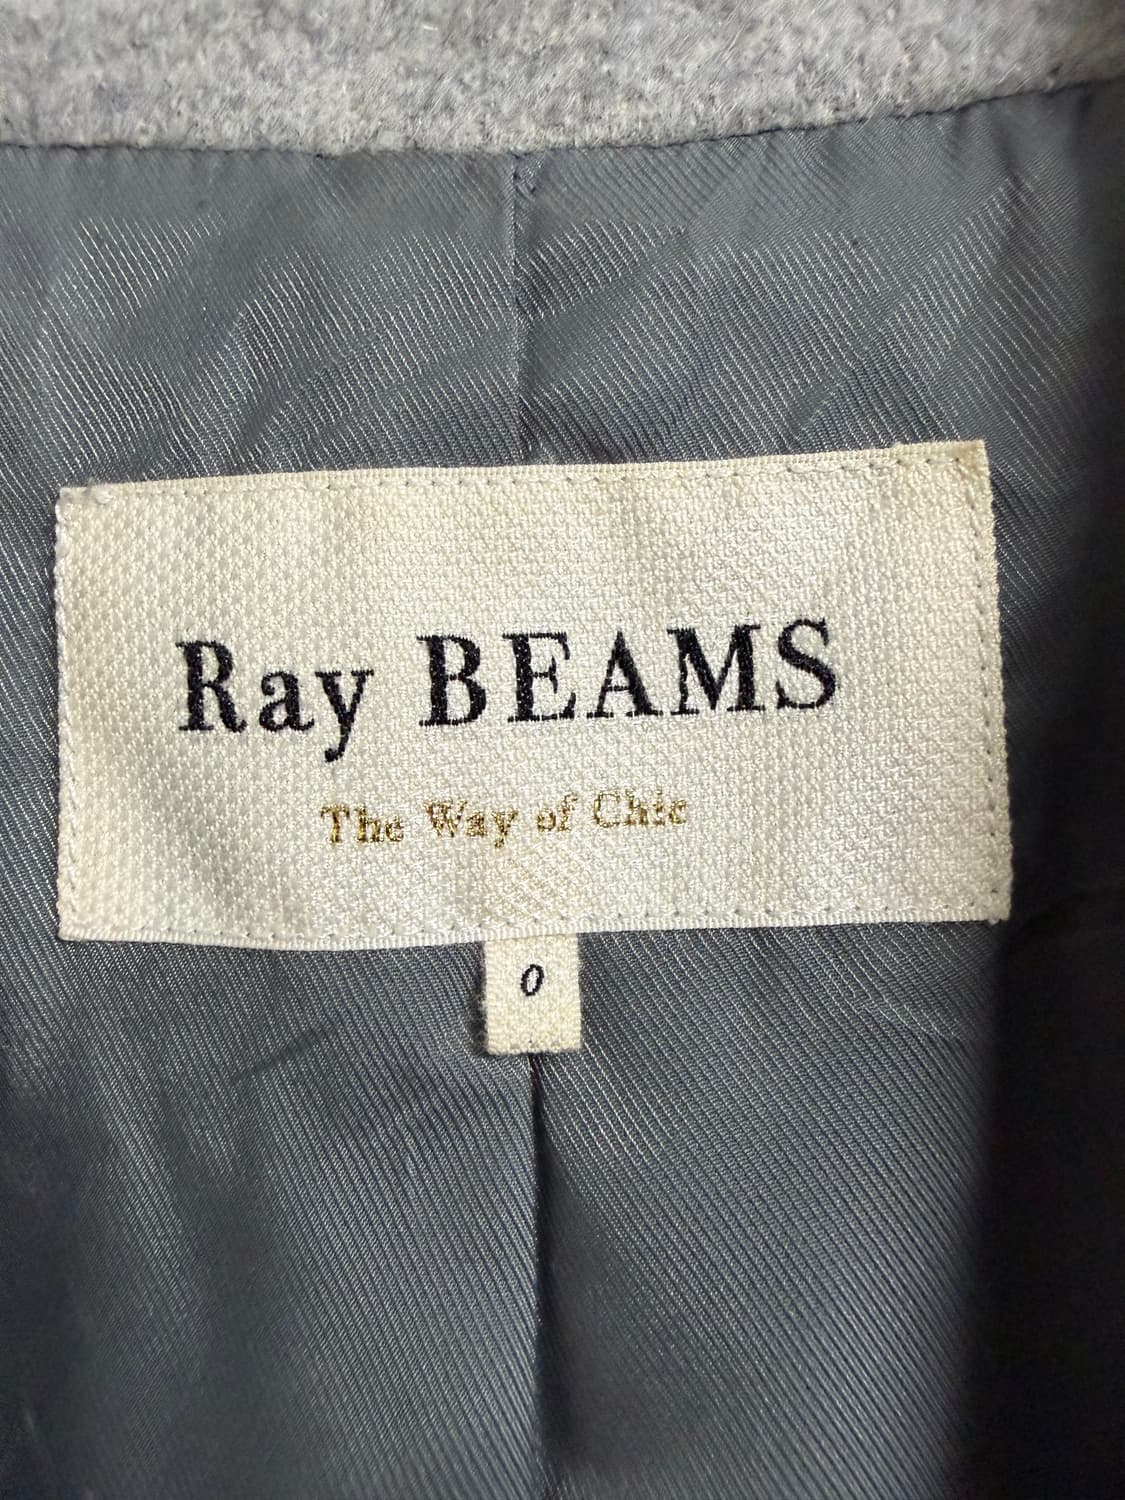 Ray BEAMS
The Way of Chic
0